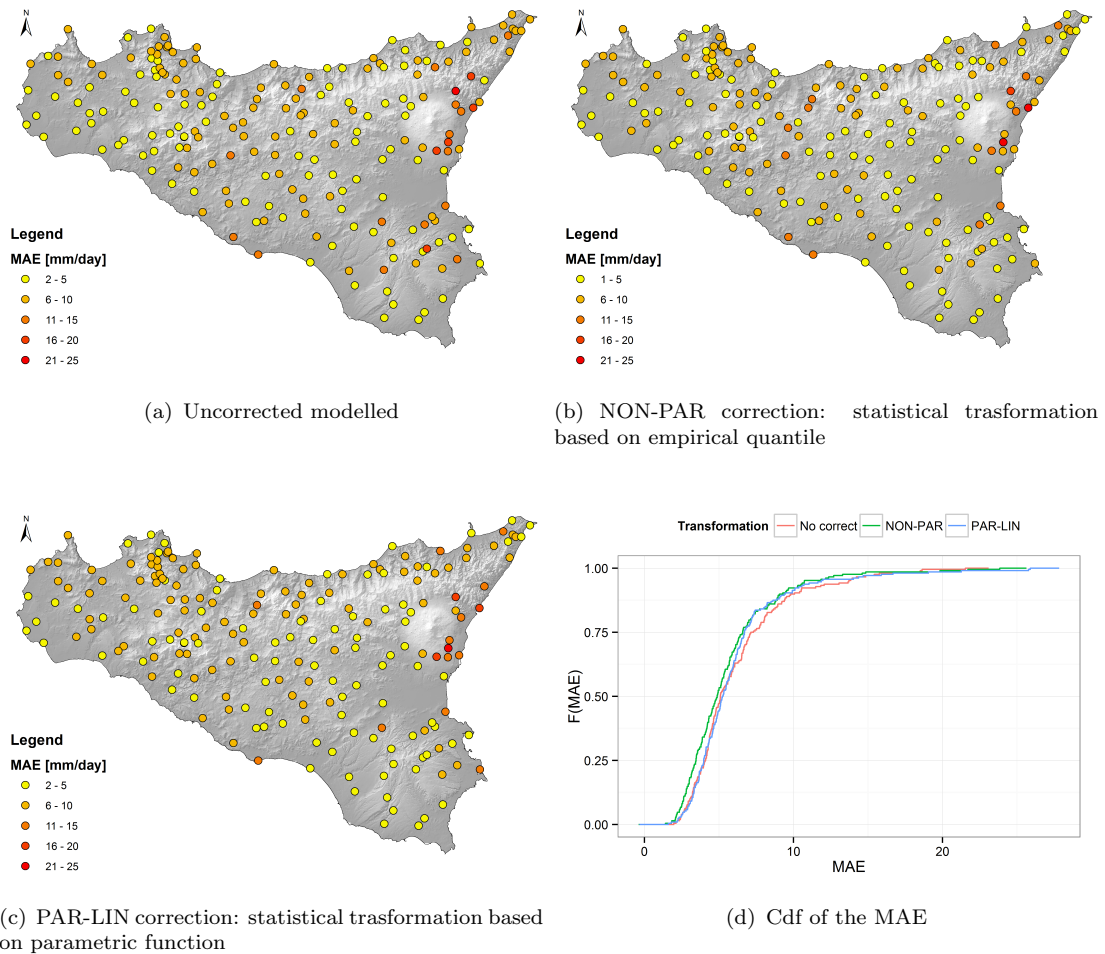 N
Legend
MAE [mm/day]
2 - 5
6 - 10
11 - 15
16 - 20
21 - 25
(a) Uncorrected modelled
N
Legend
MAE [mm/day]
1 - 5
6 - 10
11 - 15
16 - 20
21 - 25
(b) NON-PAR correction: statistical trasformation
based on empirical quantile
N
Legend
MAE [mm/day]
2 - 5
6 - 10
11 - 15
16 - 20
21 - 25
(c) PAR-LIN correction: statistical trasformation based
on parametric function
Transformation No correct NON-PAR PAR-LIN
1.00
0.75
0.50
0.25
0.00
F(MAE)
0 10 20
MAE
(d) Cdf of the MAE